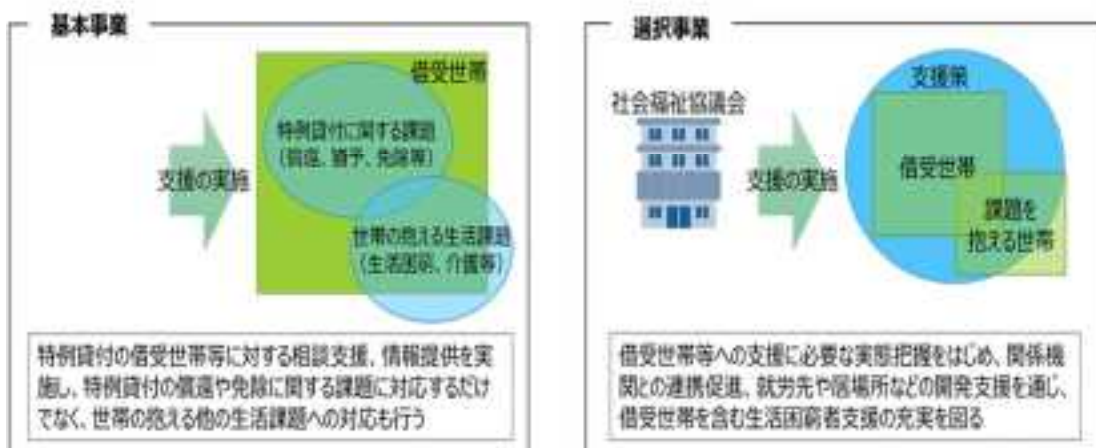 基本事業
借受世帯
特例貸付に関する課題
(償還、猶予、免除等)
支援の実施
世帯の抱える生活課題
(生活困窮、介護等)
特例貸付の借受世帯等に対する相談支援、情報提供を実
施し、特例貸付の償還や免除に関する課題に対応するだけ
でなく、世帯の抱える他の生活課題への対応も行う
選択事業
支援策
社会福祉協議会
支援の実施
借受世帯
課題を
抱える世帯
借受世帯等への支援に必要な実態把握をはじめ、関係機
関との連携促進、就労先や居場所などの開発支援を通じ、
借受世帯を含む生活困窮者支援の充実を図る